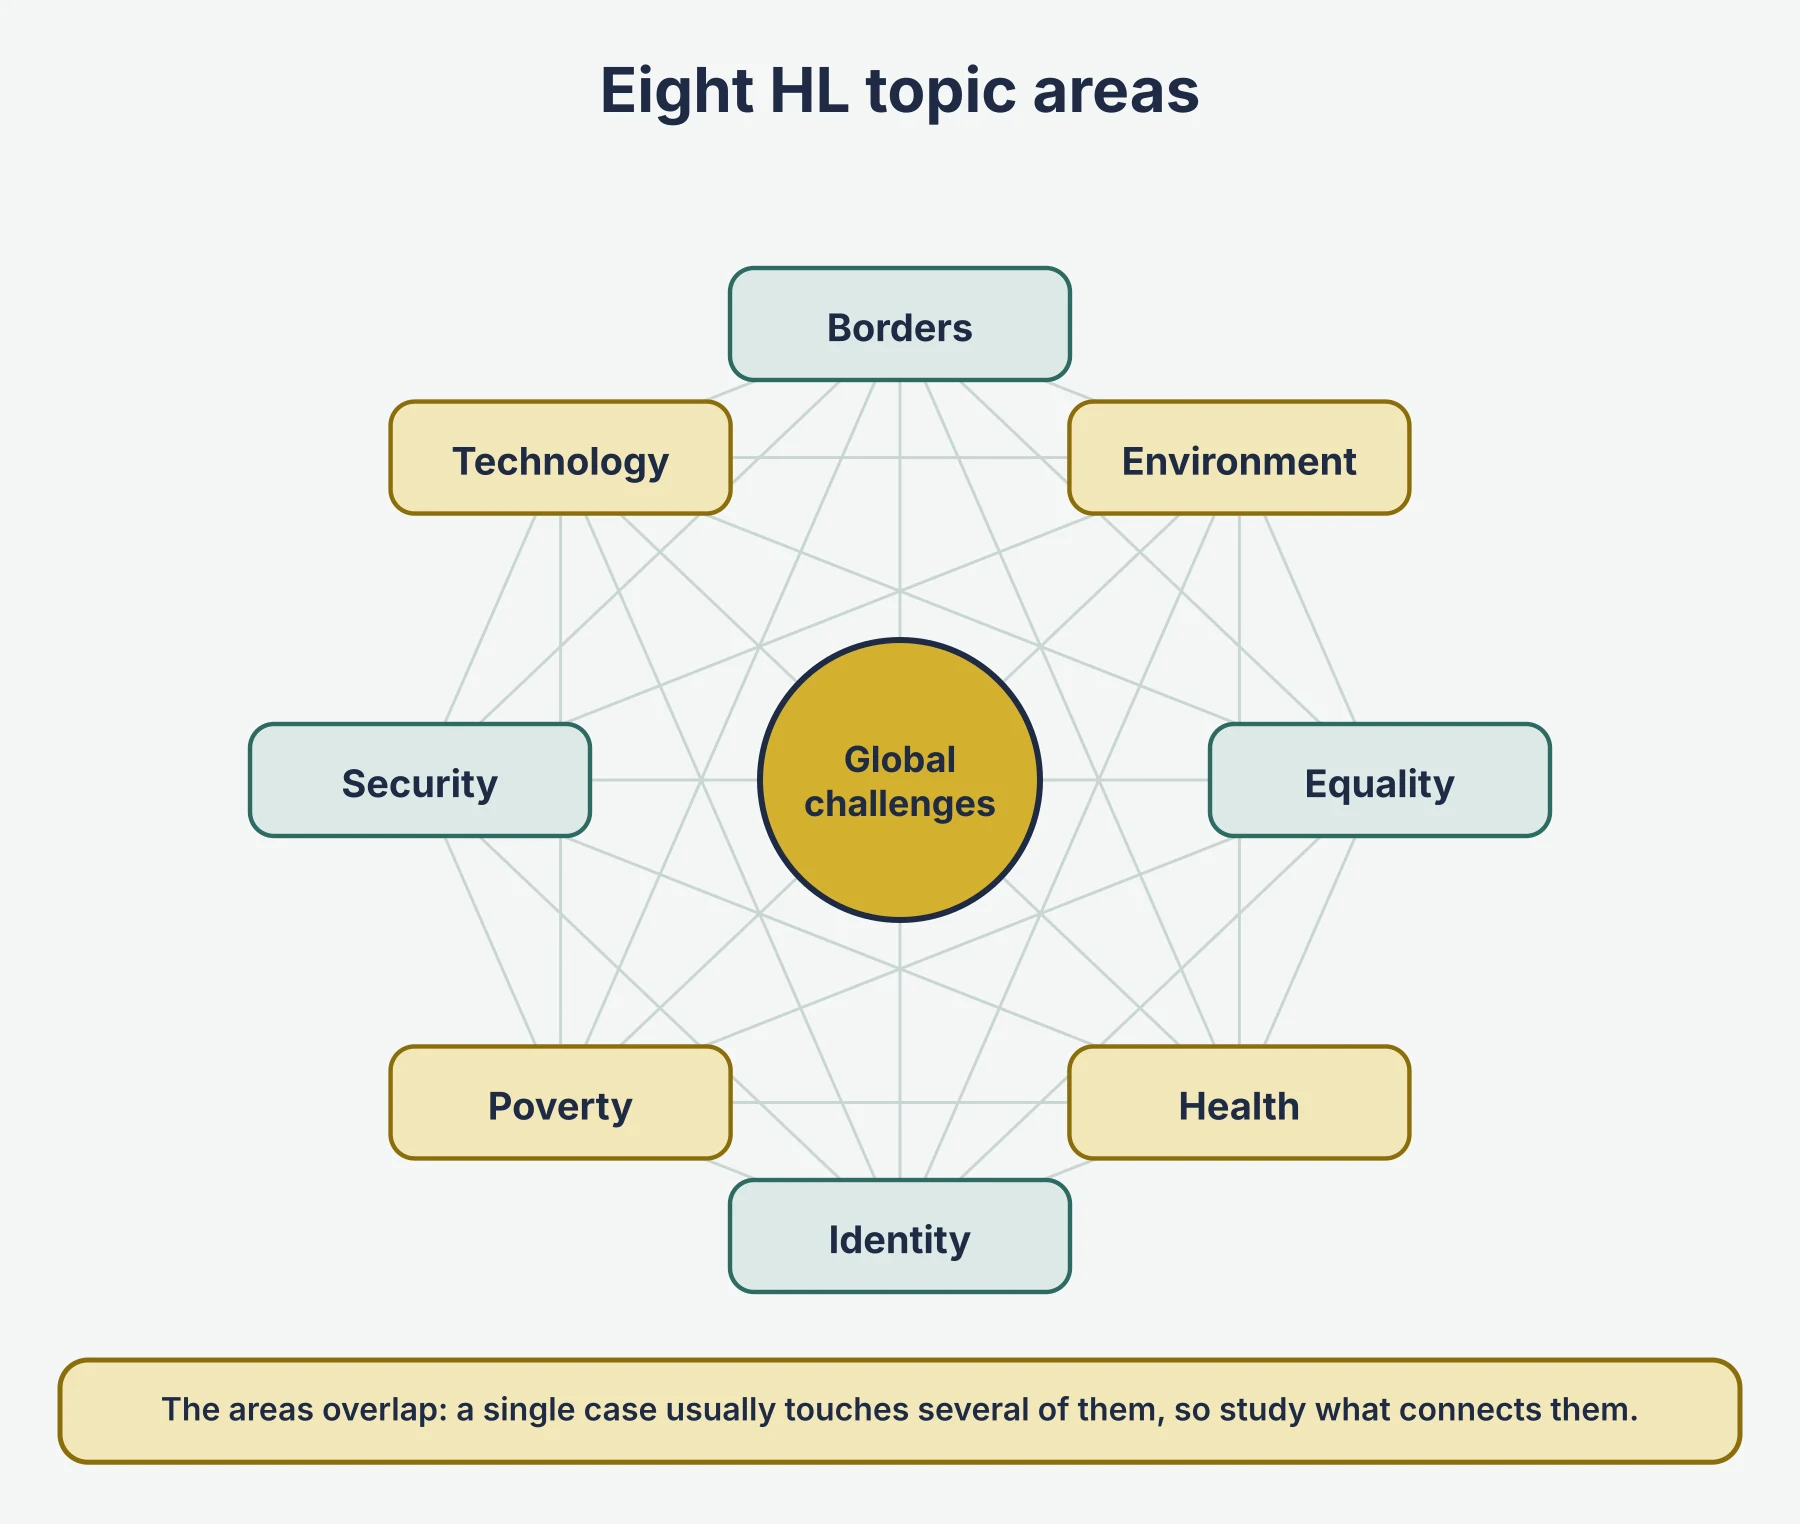 Eight HL topic areas
Borders
Technology
Environment
Security
Global
challenges
Equality
Poverty
Health
Identity
The areas overlap: a single case usually touches several of them, so study what connects them.